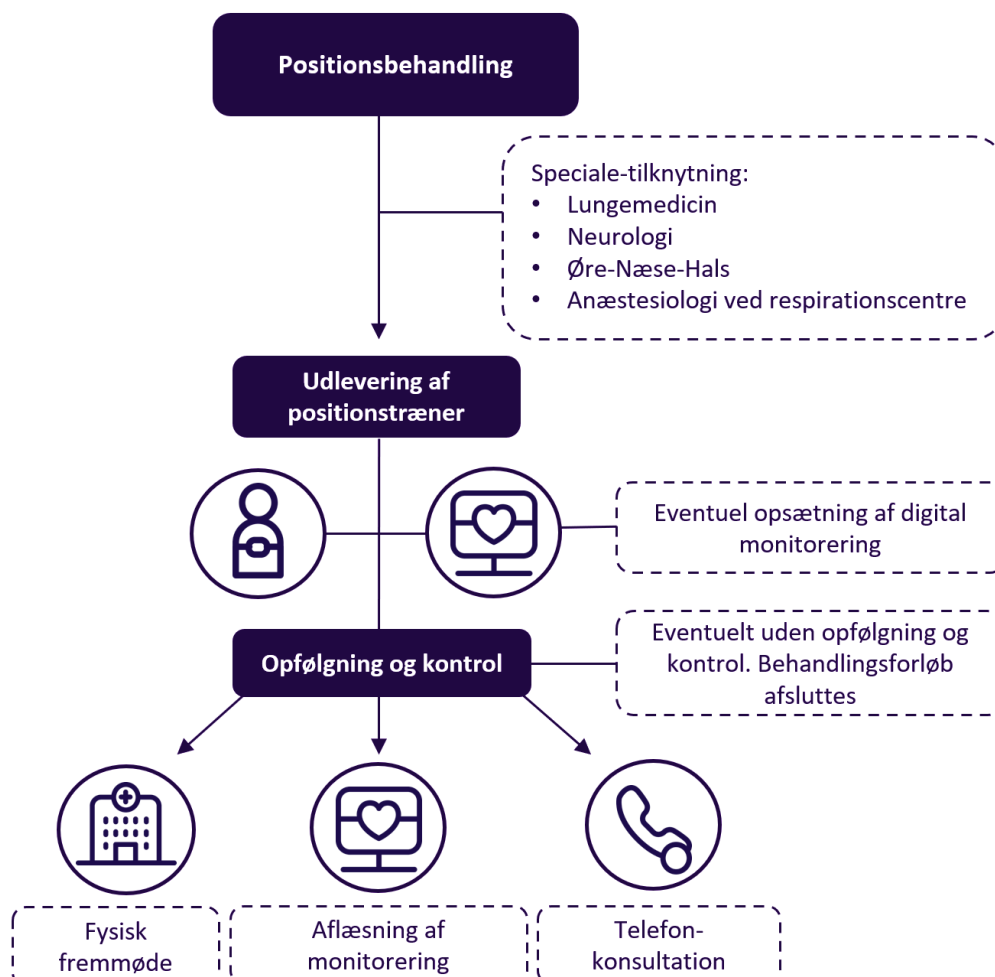 Positionsbehandling
Speciale-tilknytning:
• Lungemedicin
• Neurologi
• Øre-Næse-Hals
• Anæstesiologi ved respirationscentre
Udlevering af
positionstræner
Eventuel opsætning af digital
monitorering
Opfølgning og kontrol
Eventuelt uden opfølgning og
kontrol. Behandlingsforløb
afsluttes
Fysisk
fremmøde
Aflæsning af
monitorering
Telefon-
konsultation